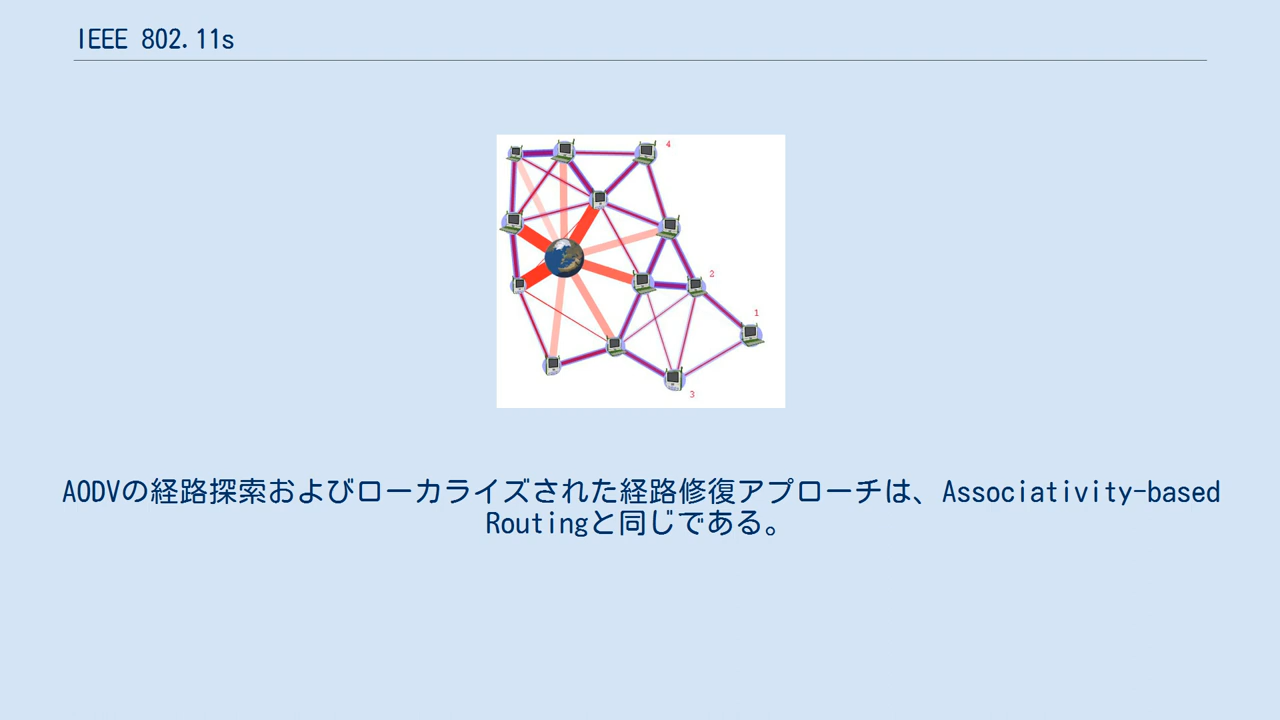 IEEE 802.11s
4
2
1
3
AODVの経路探索およびローカライズされた経路修復アプローチは、Associativity-based
Routingと同じである。